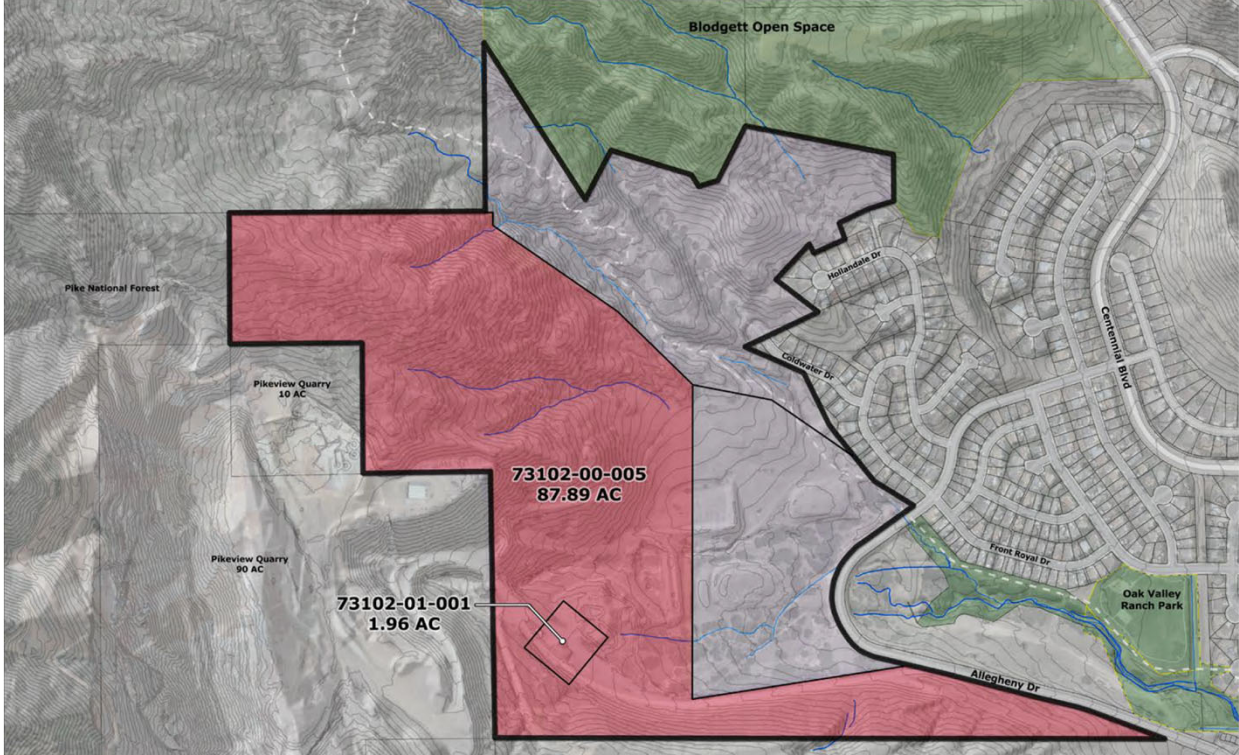 Blodgett Open Space
Hollandale Dr
Pike National Forest
Centennial Blvd
Coldwater Dr
Pikeview Quarry
10 AC
73102-00-005
87.89 AC
Pikeview Quarry
90 AC
Front Royal Dr
73102-01-001
1.96 AC
Oak Valley
Ranch Park
Allegheny Dr